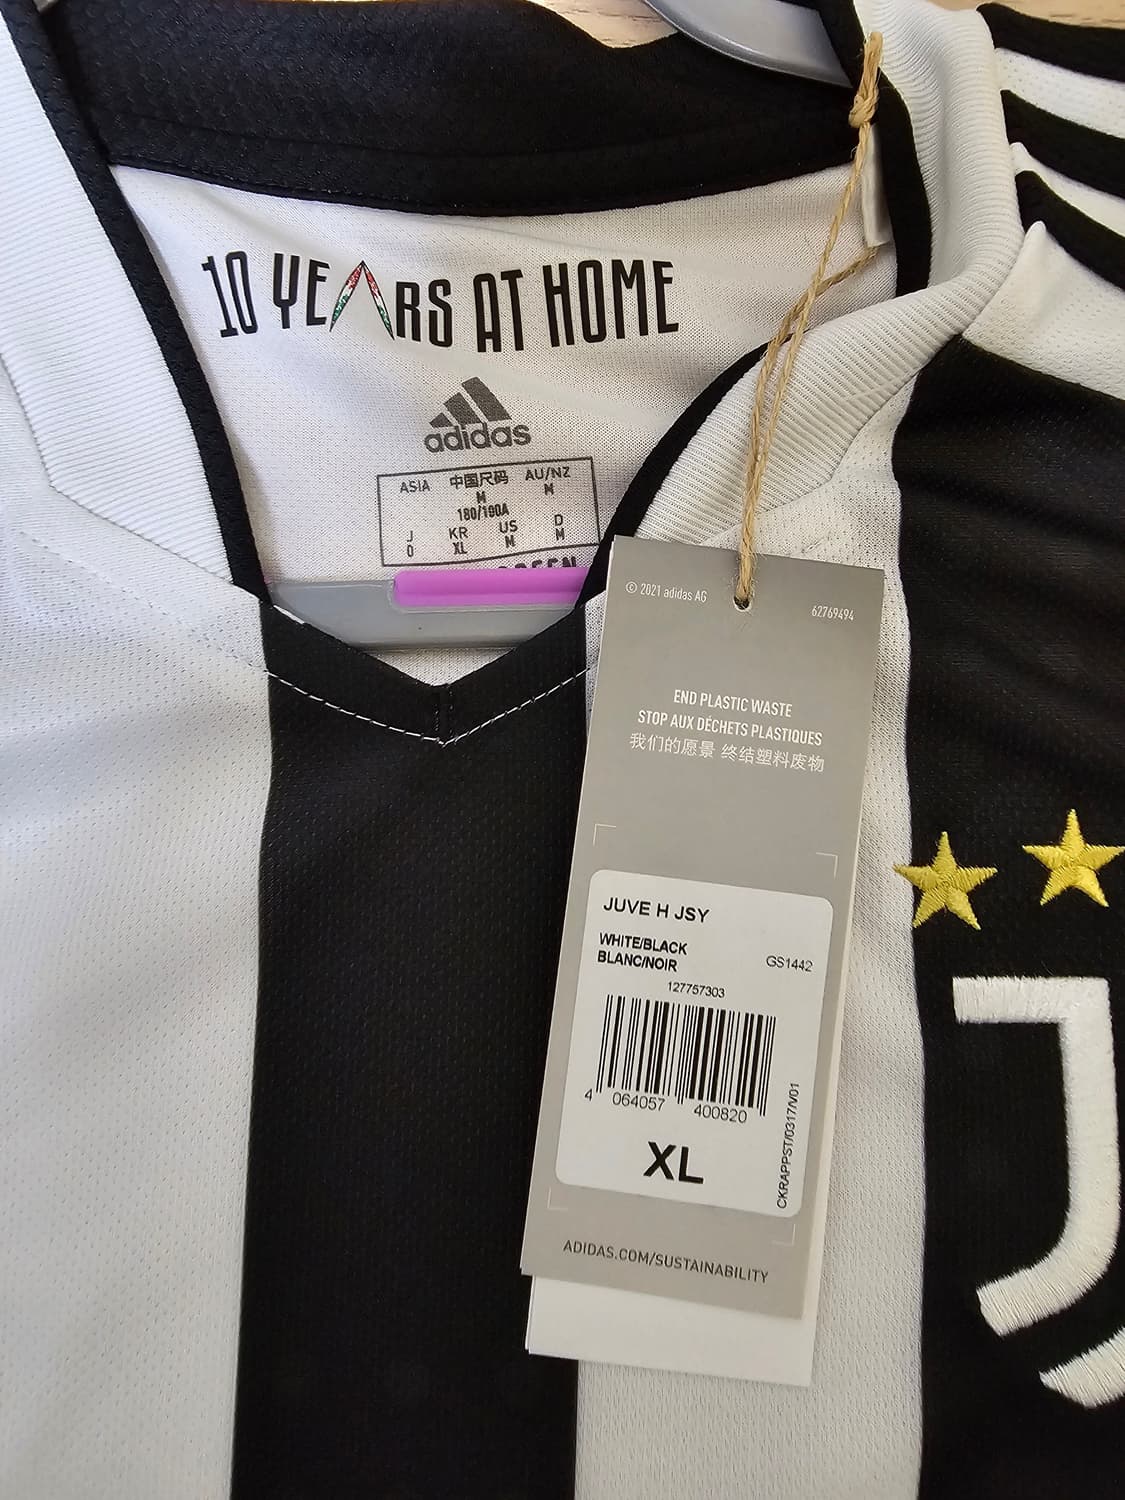 10 YEARS AT HOME
adidas
ASIA 中国尺码 AU/NZ
M M
180/190A
J KR US D
O XL M M
© 2021 adidas AG
62769494
END PLASTIC WASTE
STOP AUX DÉCHETS PLASTIQUES
我们的愿景 终结塑料废物
JUVE H JSY
WHITE/BLACK
BLANC/NOIR GS1442
127757303
4 064057 400820
CKRAPPST/0317/V01
XL
ADIDAS.COM/SUSTAINABILITY